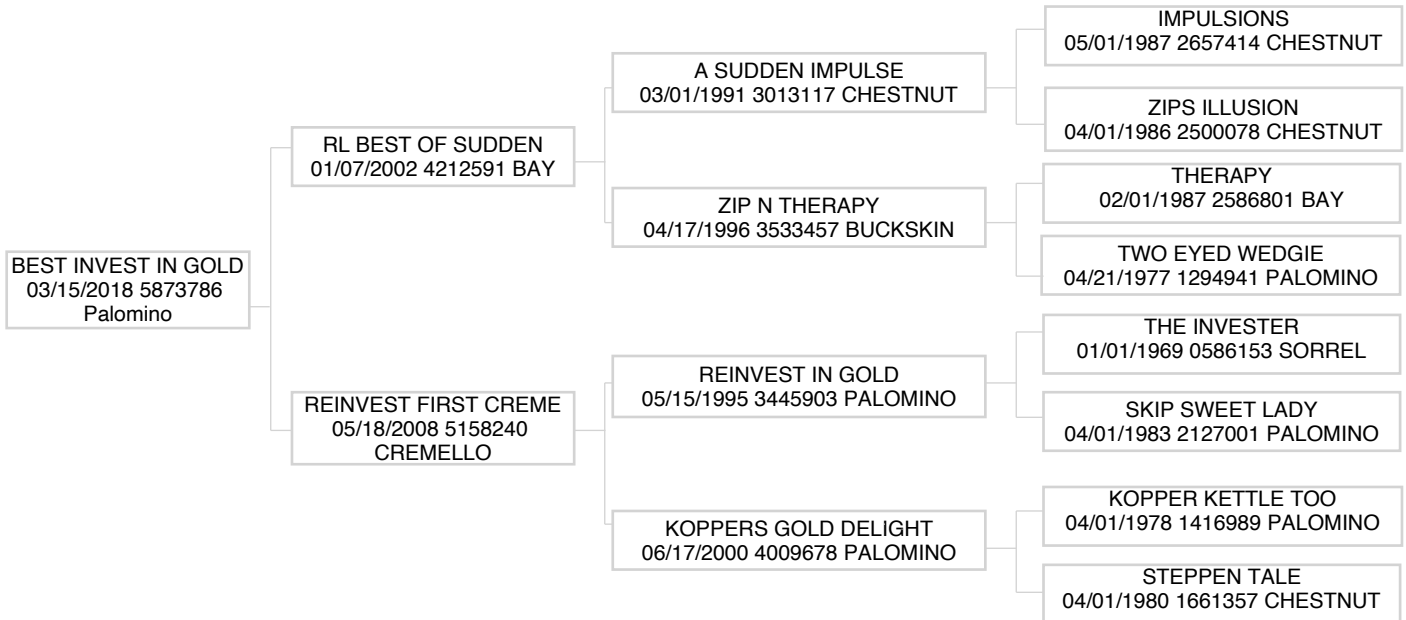 BEST INVEST IN GOLD
03/15/2018 5873786
Palomino
RL BEST OF SUDDEN
01/07/2002 4212591 BAY
REINVEST FIRST CREME
05/18/2008 5158240
CREMELLO
A SUDDEN IMPULSE
03/01/1991 3013117 CHESTNUT
ZIP N THERAPY
04/17/1996 3533457 BUCKSKIN
REINVEST IN GOLD
05/15/1995 3445903 PALOMINO
KOPPERS GOLD DELIGHT
06/17/2000 4009678 PALOMINO
IMPULSIONS
05/01/1987 2657414 CHESTNUT
ZIPS ILLUSION
04/01/1986 2500078 CHESTNUT
THERAPY
02/01/1987 2586801 BAY
TWO EYED WEDGIE
04/21/1977 1294941 PALOMINO
THE INVESTER
01/01/1969 0586153 SORREL
SKIP SWEET LADY
04/01/1983 2127001 PALOMINO
KOPPER KETTLE TOO
04/01/1978 1416989 PALOMINO
STEPPEN TALE
04/01/1980 1661357 CHESTNUT